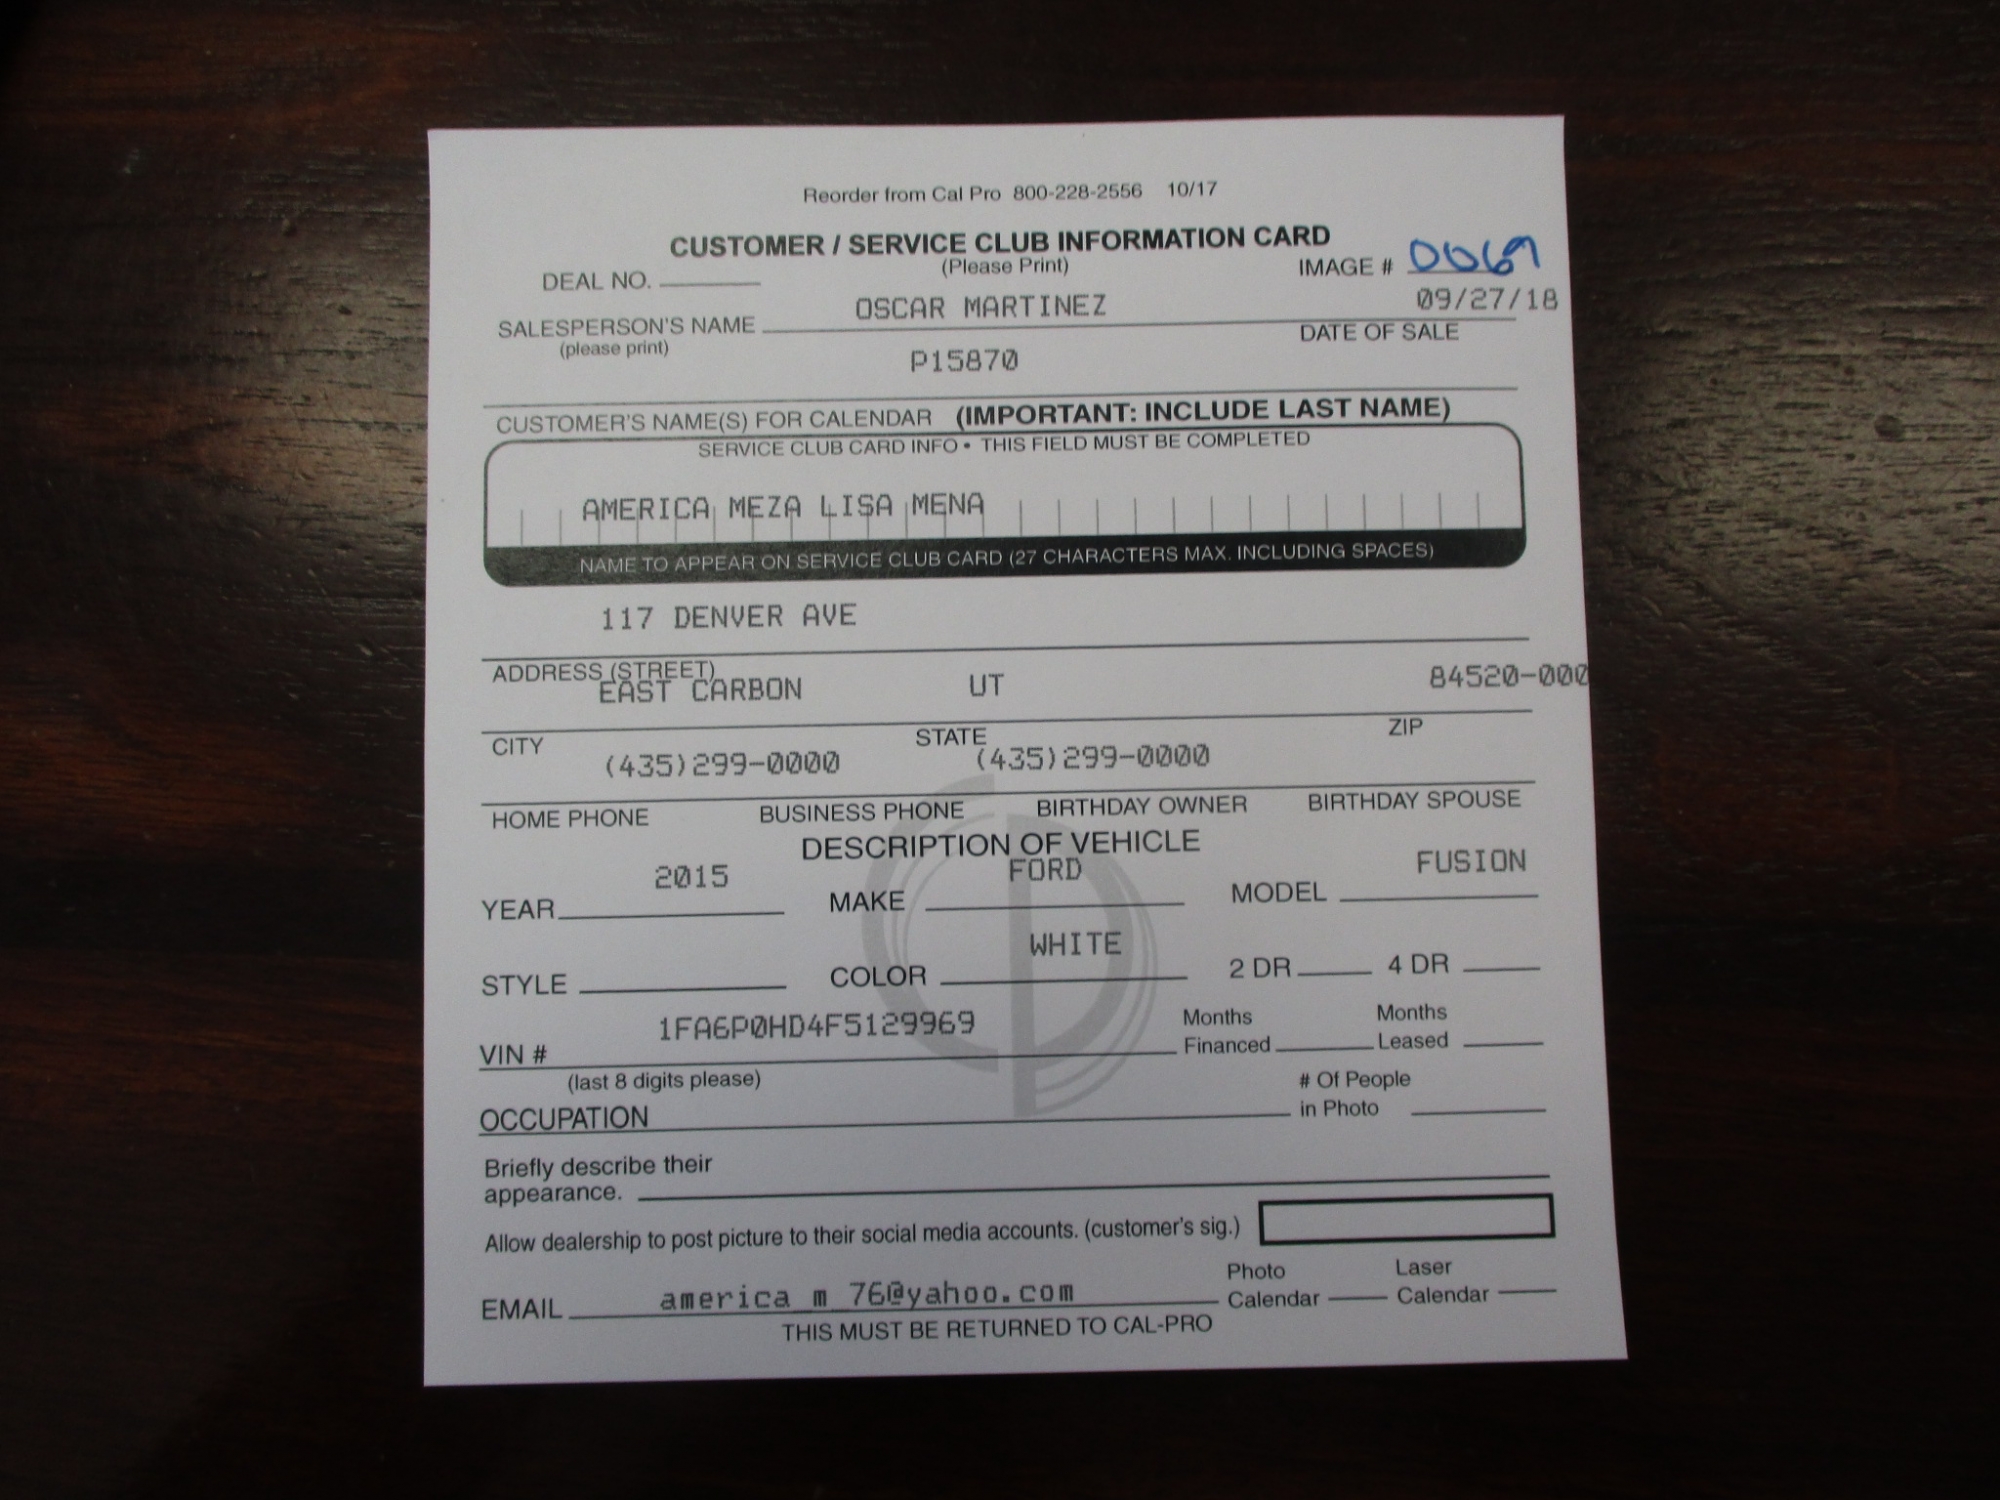 Reorder from Cal Pro 800-228-2556 10/17
CUSTOMER / SERVICE CLUB INFORMATION CARD
(Please Print)
DEAL NO. IMAGE # 0069
OSCAR MARTINEZ 09/27/18
SALESPERSON'S NAME DATE OF SALE
(please print)
P15870
CUSTOMER'S NAME(S) FOR CALENDAR (IMPORTANT: INCLUDE LAST NAME)
SERVICE CLUB CARD INFO • THIS FIELD MUST BE COMPLETED
AMERICA MEZA LISA MENA
NAME TO APPEAR ON SERVICE CLUB CARD (27 CHARACTERS MAX. INCLUDING SPACES)
117 DENVER AVE
ADDRESS (STREET)
EAST CARBON UT 84520-000
CITY STATE ZIP
(435)299-0000 (435)299-0000
HOME PHONE BUSINESS PHONE BIRTHDAY OWNER BIRTHDAY SPOUSE
DESCRIPTION OF VEHICLE
2015 FORD FUSION
YEAR MAKE MODEL
WHITE
STYLE COLOR 2 DR 4 DR
1FA6P0HD4F5129969
VIN # Months Financed Months Leased
(last 8 digits please)
OCCUPATION # Of People in Photo
Briefly describe their
appearance.
Allow dealership to post picture to their social media accounts. (customer's sig.)
EMAIL america_m_76@yahoo.com Photo Calendar Laser Calendar
THIS MUST BE RETURNED TO CAL-PRO